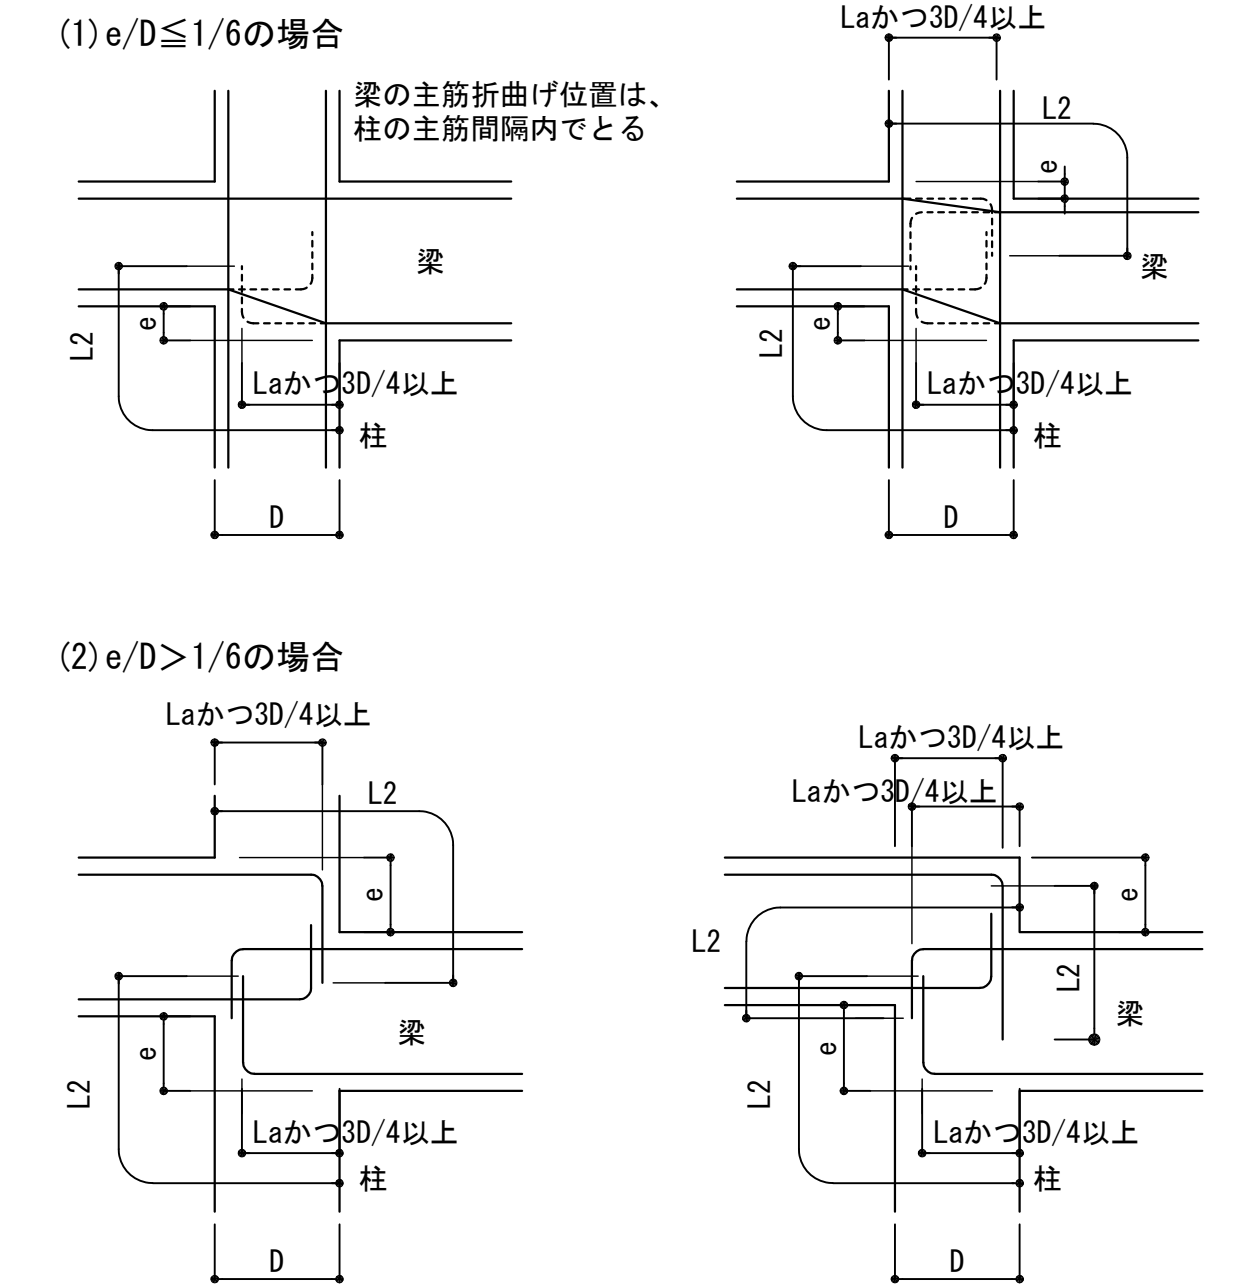 (1) e/D≦1/6の場合
梁の主筋折曲げ位置は、
柱の主筋間隔内でとる
梁
L2
e
Laかつ3D/4以上
柱
D
Laかつ3D/4以上
L2
e
梁
L2
e
Laかつ3D/4以上
柱
D
(2) e/D＞1/6の場合
Laかつ3D/4以上
L2
e
梁
L2
e
Laかつ3D/4以上
柱
D
Laかつ3D/4以上
Laかつ3D/4以上
e
L2
L2
梁
e
L2
Laかつ3D/4以上
柱
D